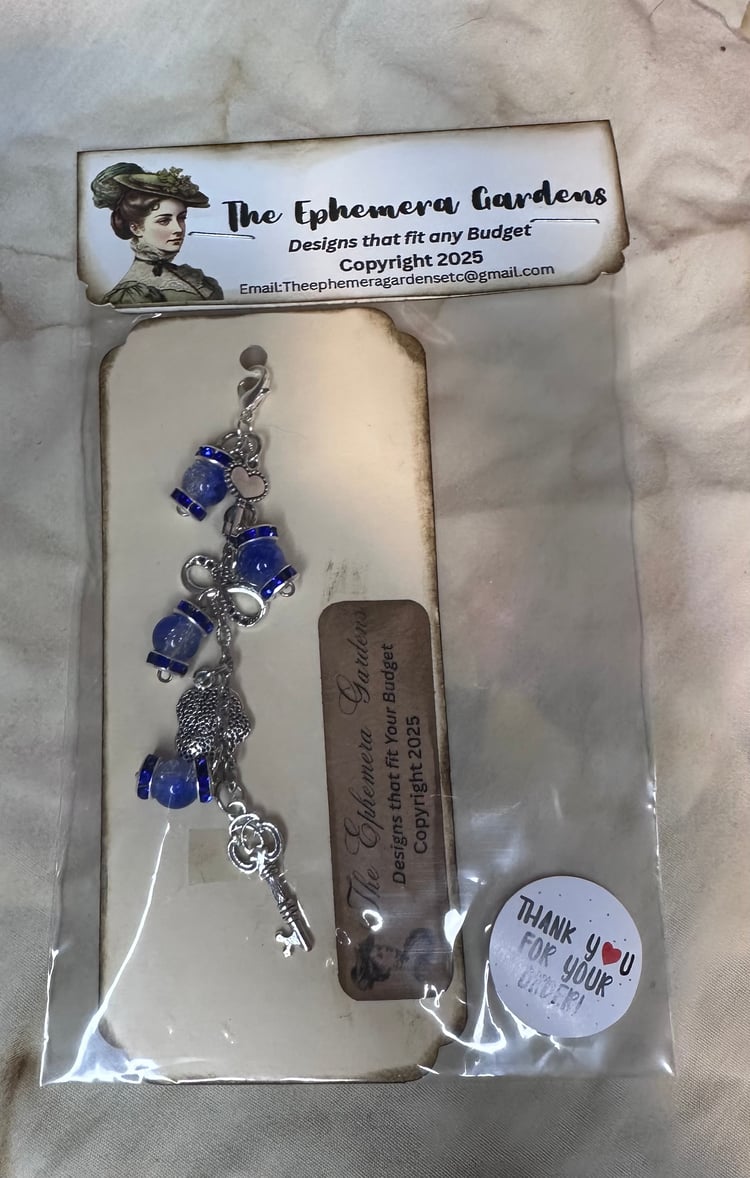 The Ephemera Gardens
Designs that fit any Budget
Copyright 2025
Email:Theephemeragardensetc@gmail.com
The Ephemera Gardens
Designs that fit Your Budget
Copyright 2025
THANK Y❤U
FOR YOUR
ORDER!